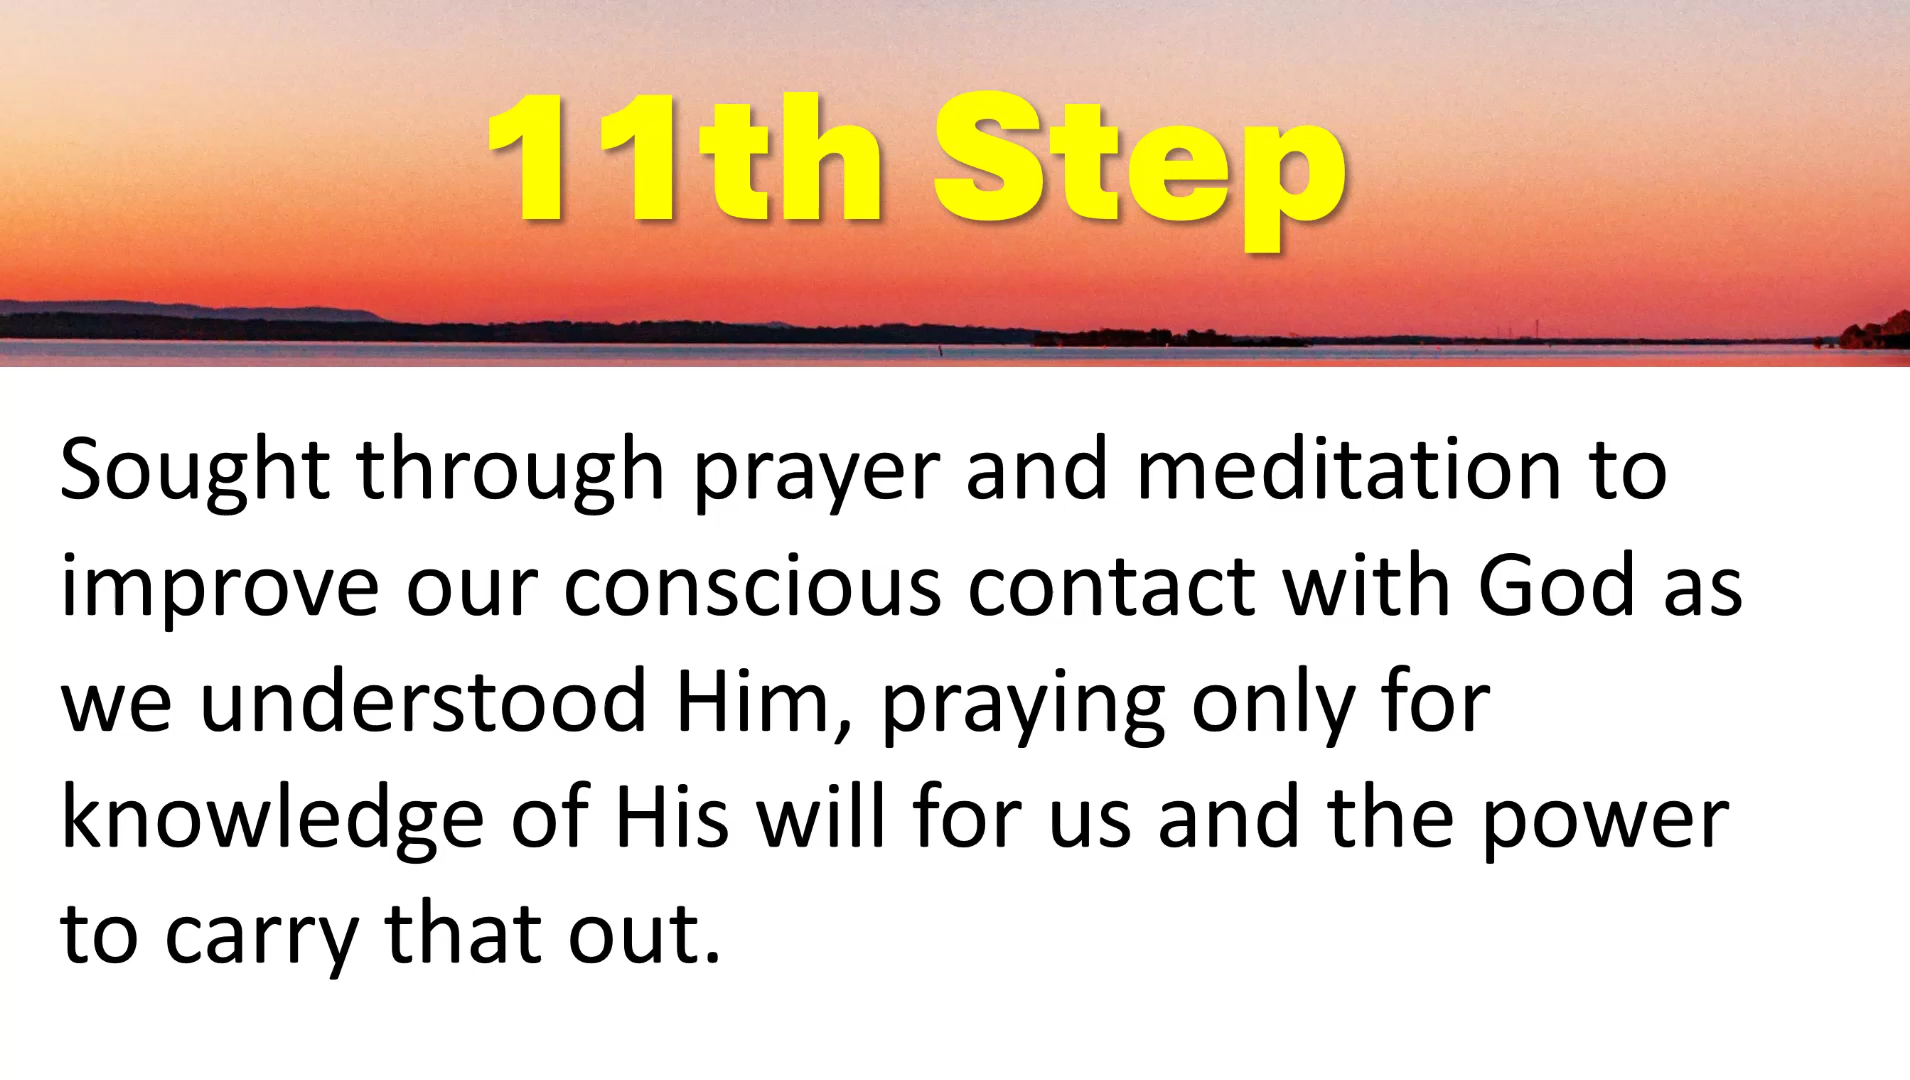 11th Step
Sought through prayer and meditation to
improve our conscious contact with God as
we understood Him, praying only for
knowledge of His will for us and the power
to carry that out.